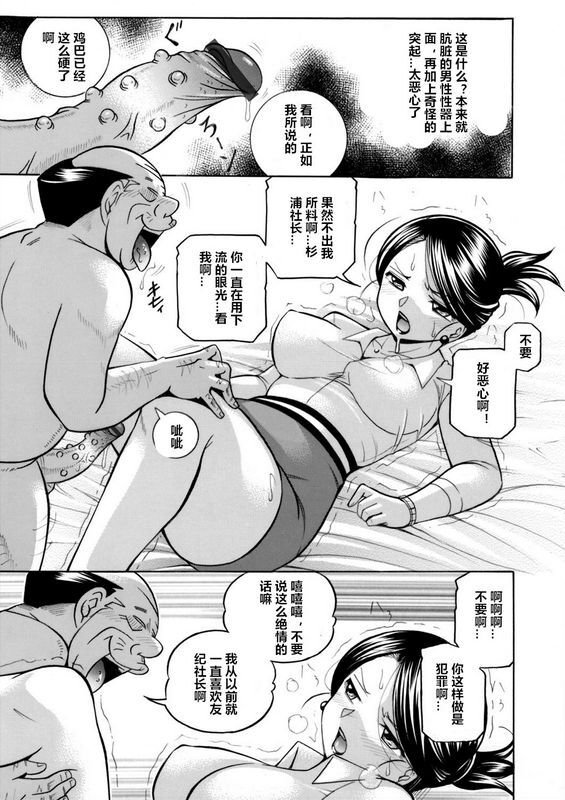 这是什么？本来就
肮脏的男性性器上
面，再加上奇怪的
突起…太恶心了
看啊，正如
我所说的
鸡巴已经
这么硬了
啊
果然不出我
所料啊…杉
浦社长…
你一直在用下
流的眼光…看
我啊…
不要
好恶心啊！
呲
呲
啊啊啊…
不要啊…
你这样做是
犯罪啊…
嘻嘻嘻，不要
说这么绝情的
话嘛
我从以前就
一直喜欢友
纪社长啊